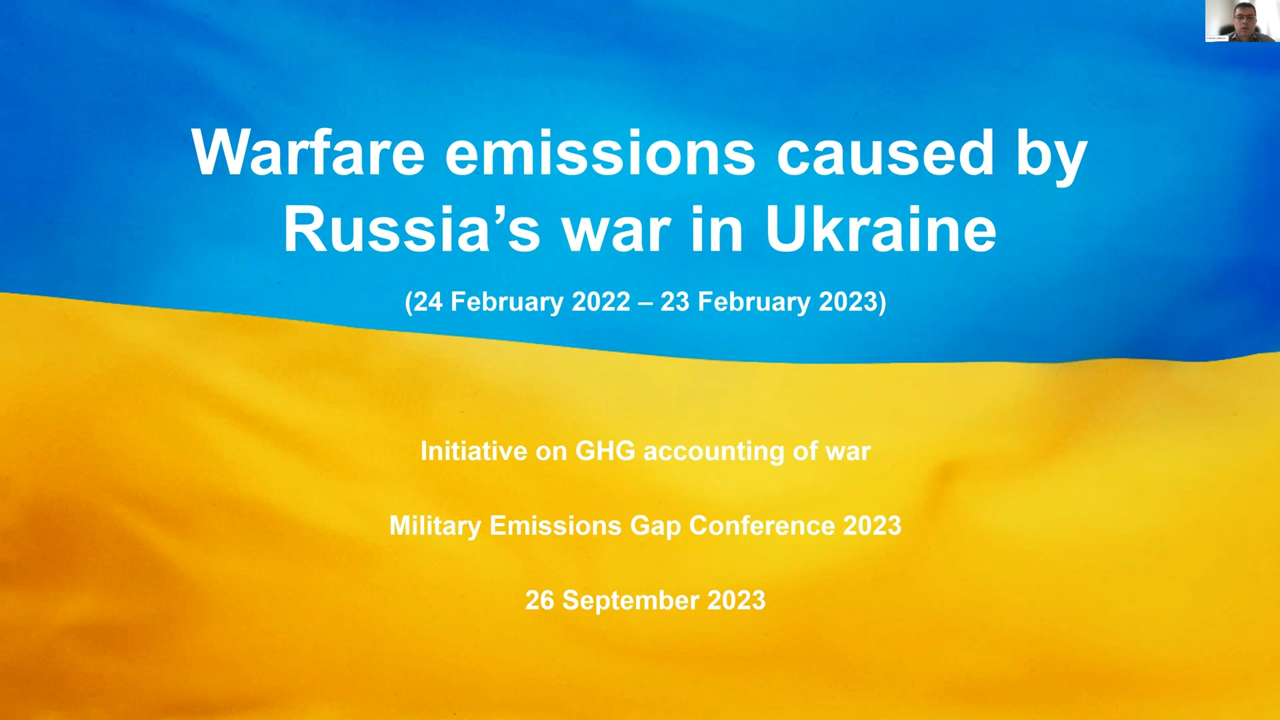 Warfare emissions caused by
Russia’s war in Ukraine
(24 February 2022 – 23 February 2023)
Initiative on GHG accounting of war
Military Emissions Gap Conference 2023
26 September 2023